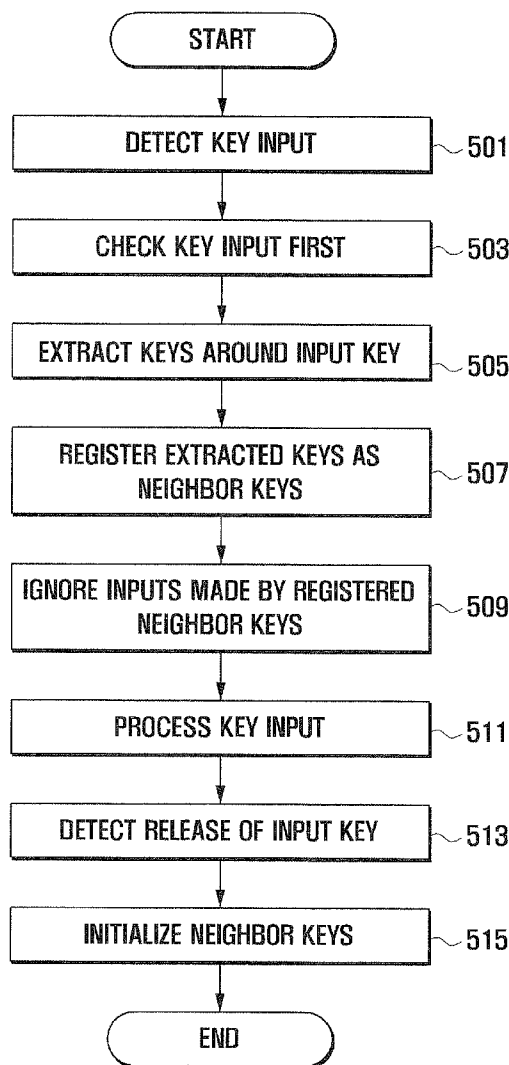 START
DETECT KEY INPUT
501
CHECK KEY INPUT FIRST
503
EXTRACT KEYS AROUND INPUT KEY
505
REGISTER EXTRACTED KEYS AS
NEIGHBOR KEYS
507
IGNORE INPUTS MADE BY REGISTERED
NEIGHBOR KEYS
509
PROCESS KEY INPUT
511
DETECT RELEASE OF INPUT KEY
513
INITIALIZE NEIGHBOR KEYS
515
END